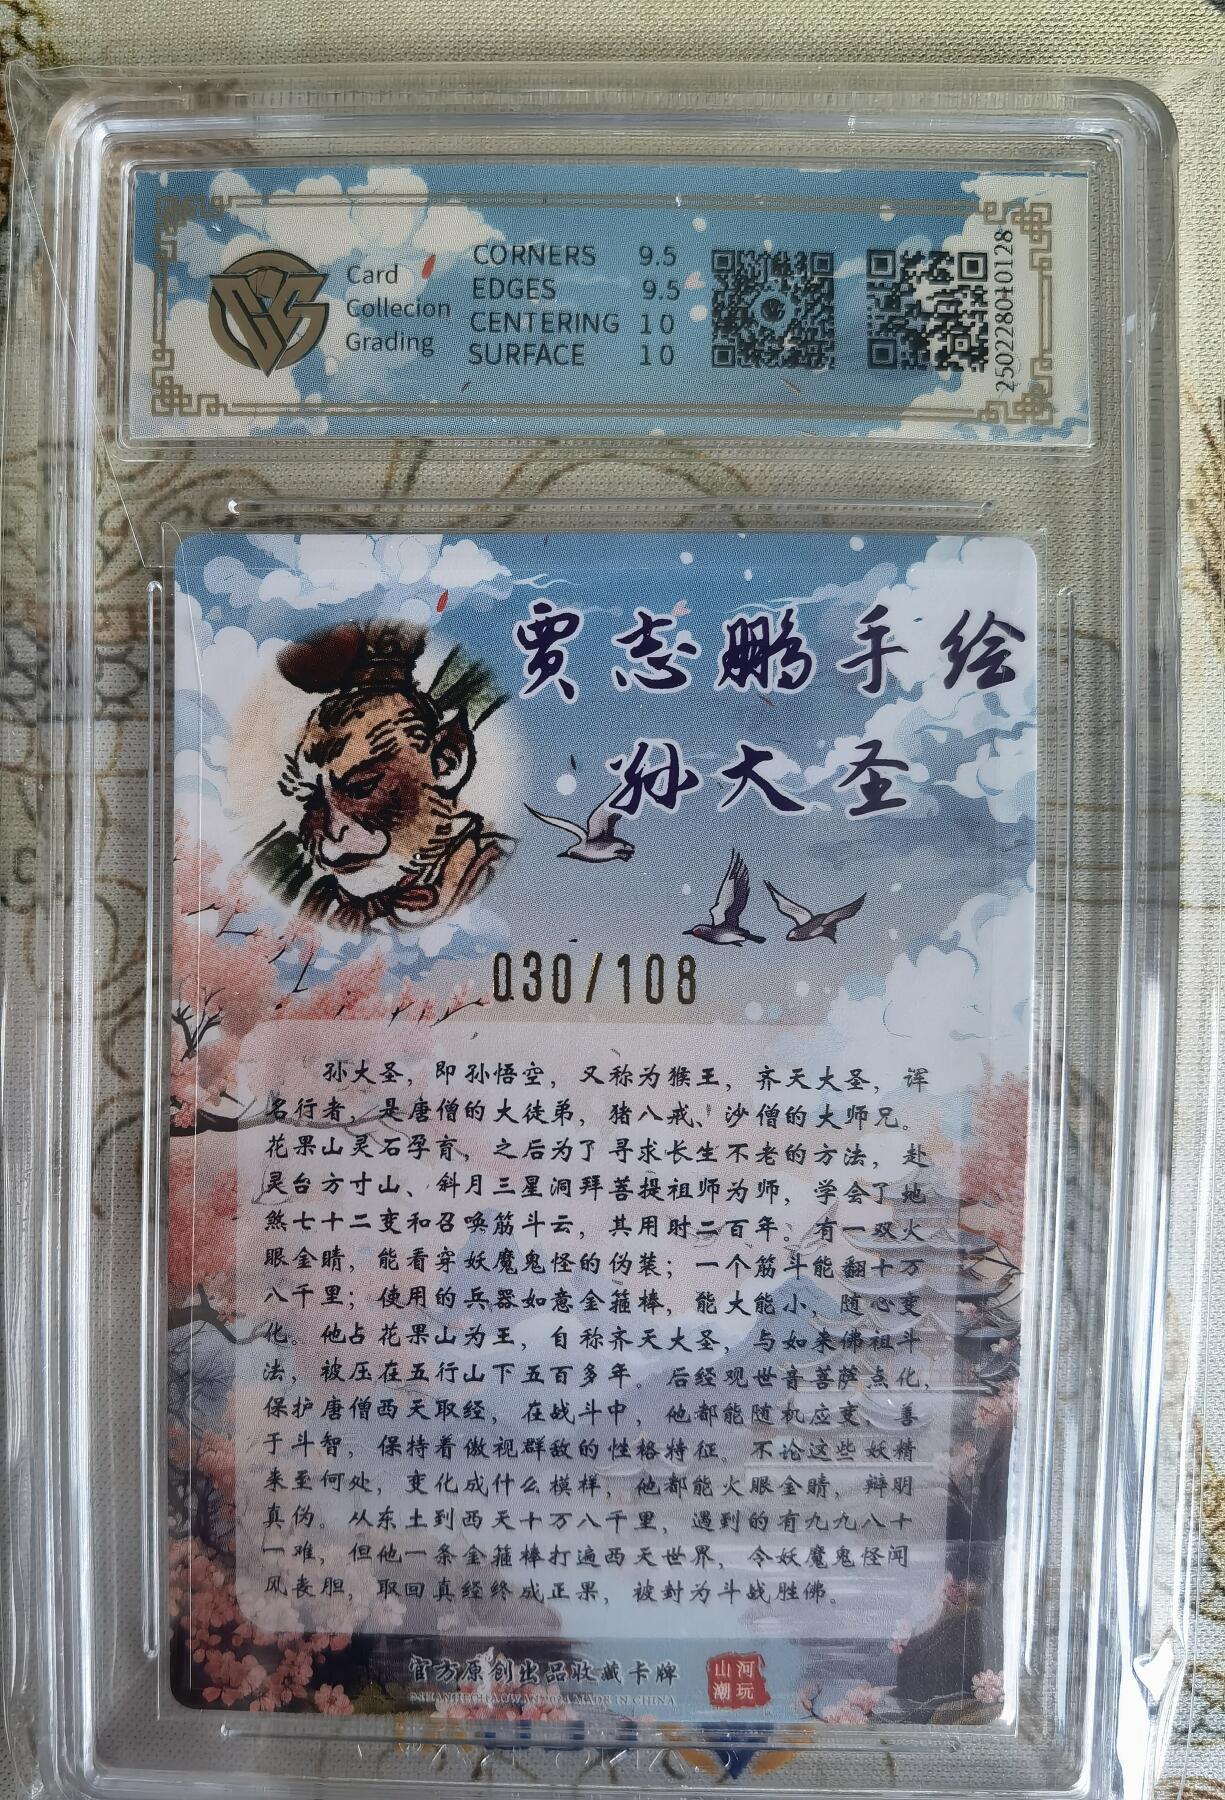 Card
Collecion
Grading
CORNERS 9.5
EDGES 9.5
CENTERING 10
SURFACE 10
250228010128
贾志鹏手绘
孙大圣
030/108
孙大圣，即孙悟空，又称为猴王，齐天大圣，诨
名行者，是唐僧的大徒弟，猪八戒、沙僧的大师兄。
花果山灵石孕育，之后为了寻求长生不老的方法，赴
灵台方寸山、斜月三星洞拜菩提祖师为师，学会了地
煞七十二变和召唤筋斗云，其用时二百年。有一双火
眼金睛，能看穿妖魔鬼怪的伪装；一个筋斗能翻十万
八千里；使用的兵器如意金箍棒，能大能小，随心变
化。他占花果山为王，自称齐天大圣，与如来佛祖斗
法，被压在五行山下五百多年。后经观世音菩萨点化，
保护唐僧西天取经，在战斗中，他都能随机应变，善
于斗智，保持着傲视群敌的性格特征。不论这些妖精
来至何处，变化成什么模样，他都能火眼金睛，辩明
真伪。从东土到西天十万八千里，遇到的有九九八十
一难，但他一条金箍棒打遍西天世界，令妖魔鬼怪闻
风丧胆，取回真经终成正果，被封为斗战胜佛。
官方原创出品收藏卡牌
MADE IN CHINA
山河
潮玩